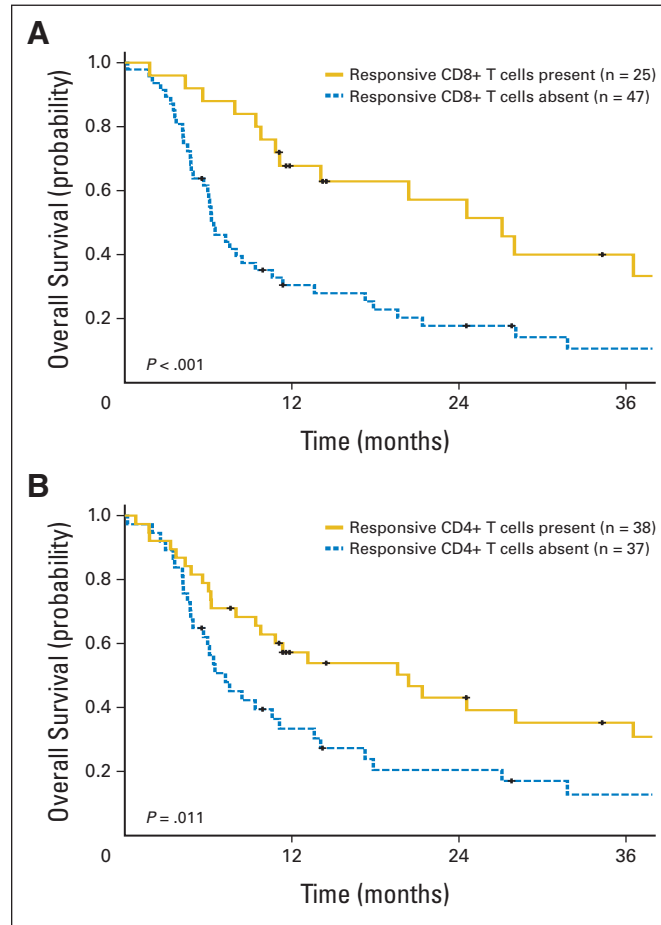 A
1.0
Responsive CD8+ T cells present (n = 25)
Responsive CD8+ T cells absent (n = 47)
0.8
0.6
0.4
0.2
Overall Survival (probability)
P < .001
0
12
24
36
Time (months)
B
1.0
Responsive CD4+ T cells present (n = 38)
Responsive CD4+ T cells absent (n = 37)
0.8
0.6
0.4
0.2
Overall Survival (probability)
P = .011
0
12
24
36
Time (months)